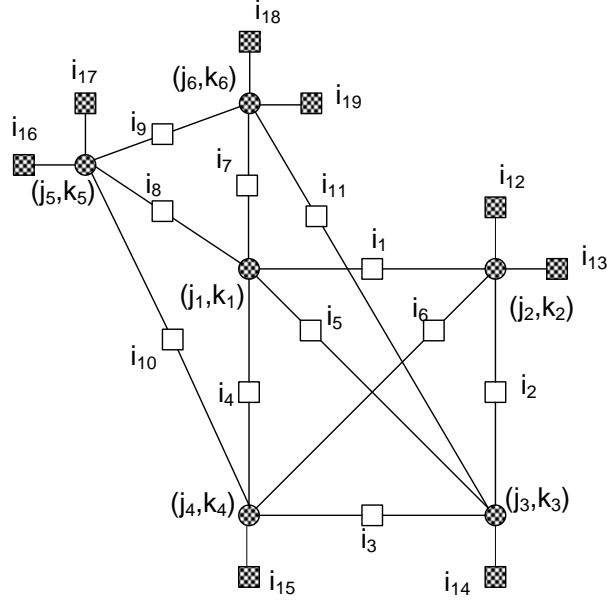 i18
i17
(j6,k6)
i19
i16
i9
i7
(j5,k5)
i8
i11
i12
i1
i13
(j1,k1)
i5
i6
(j2,k2)
i10
i4
i2
(j4,k4)
(j3,k3)
i3
i15
i14